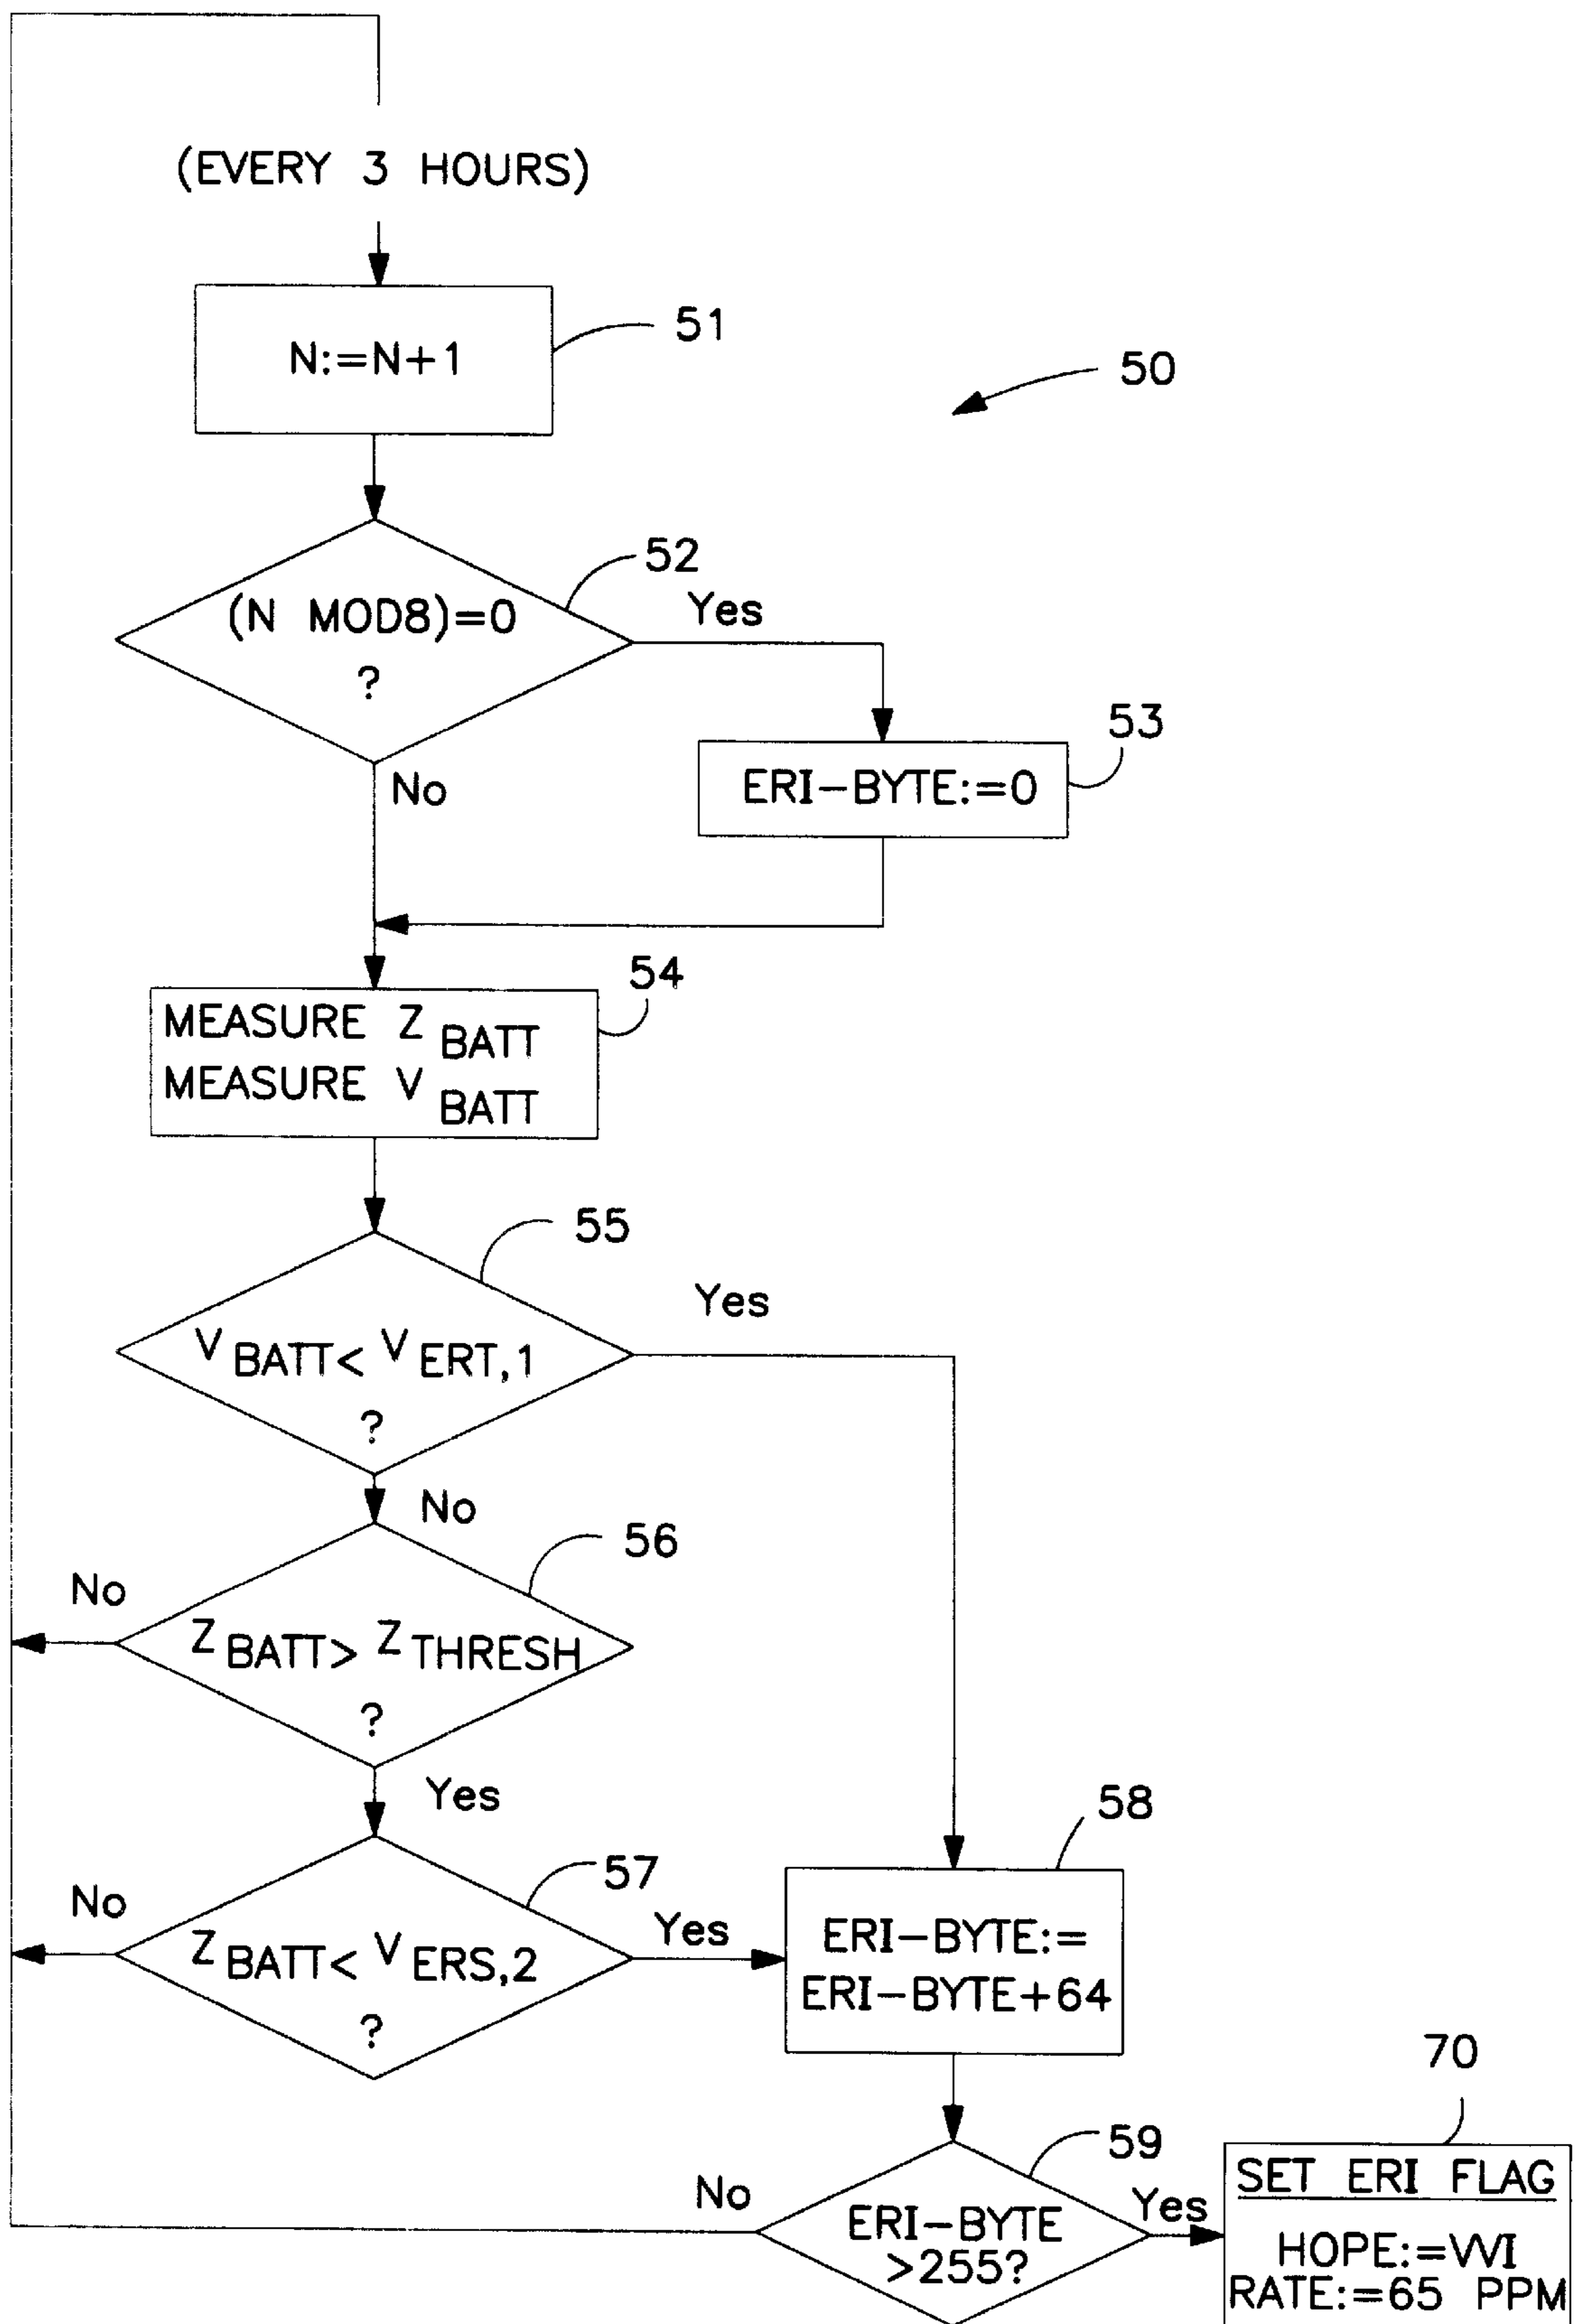 (EVERY 3 HOURS)
N:=N+1
51
50
52
(N MOD8)=0
?
Yes
No
53
ERI-BYTE:=0
54
MEASURE Z BATT
MEASURE V BATT
55
V BATT< V ERT,1
?
Yes
No
56
No
Z BATT> Z THRESH
?
Yes
57
No
Z BATT< V ERS,2
?
Yes
58
ERI-BYTE:=
ERI-BYTE+64
59
No
ERI-BYTE
>255?
Yes
70
SET ERI FLAG
HOPE:=VVI
RATE:=65 PPM